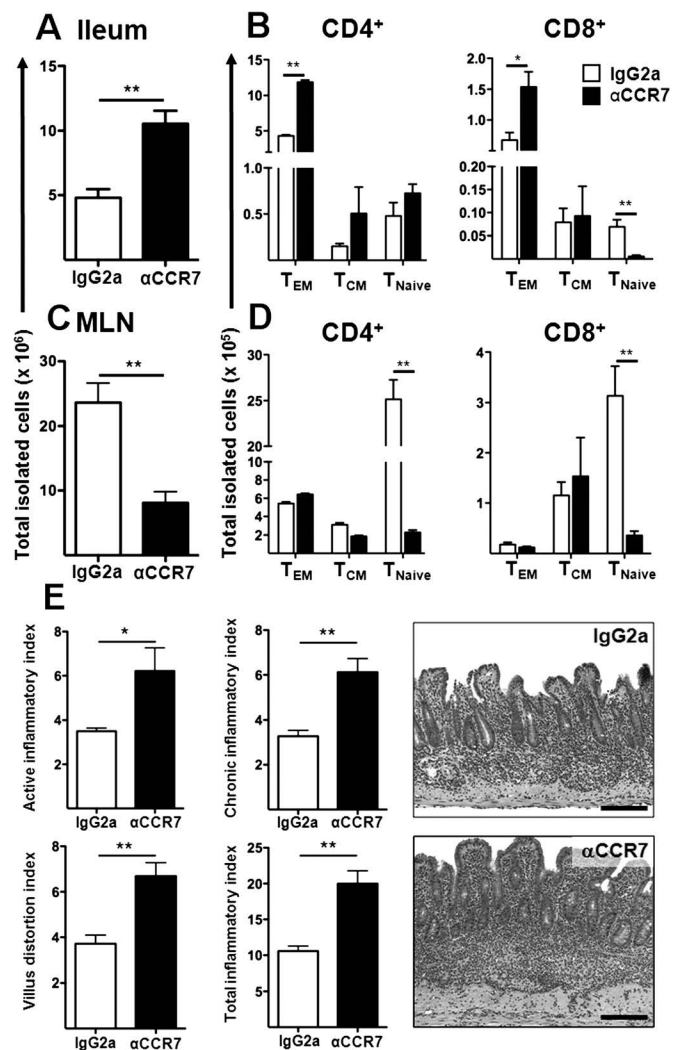 A Ileum
B CD4+ CD8+
IgG2a
αCCR7
15
10
5
**
IgG2a αCCR7
15
10
5
1.0
0.5
**
TEM TCM TNaive
2.0
1.5
1.0
0.20
0.15
0.10
0.05
*
**
TEM TCM TNaive
Total isolated cells (x 10⁶)
Total isolated cells (x 10⁵)
C MLN
D CD4+ CD8+
30
20
10
**
IgG2a αCCR7
30
25
20
10
8
6
4
2
**
TEM TCM TNaive
4
3
2
1
**
TEM TCM TNaive
E
Active inflammatory index
8
6
4
2
*
IgG2a αCCR7
Chronic inflammatory index
8
6
4
2
**
IgG2a αCCR7
IgG2a
Villus distortion index
8
6
4
2
**
IgG2a αCCR7
Total inflammatory index
25
20
15
10
5
**
IgG2a αCCR7
αCCR7